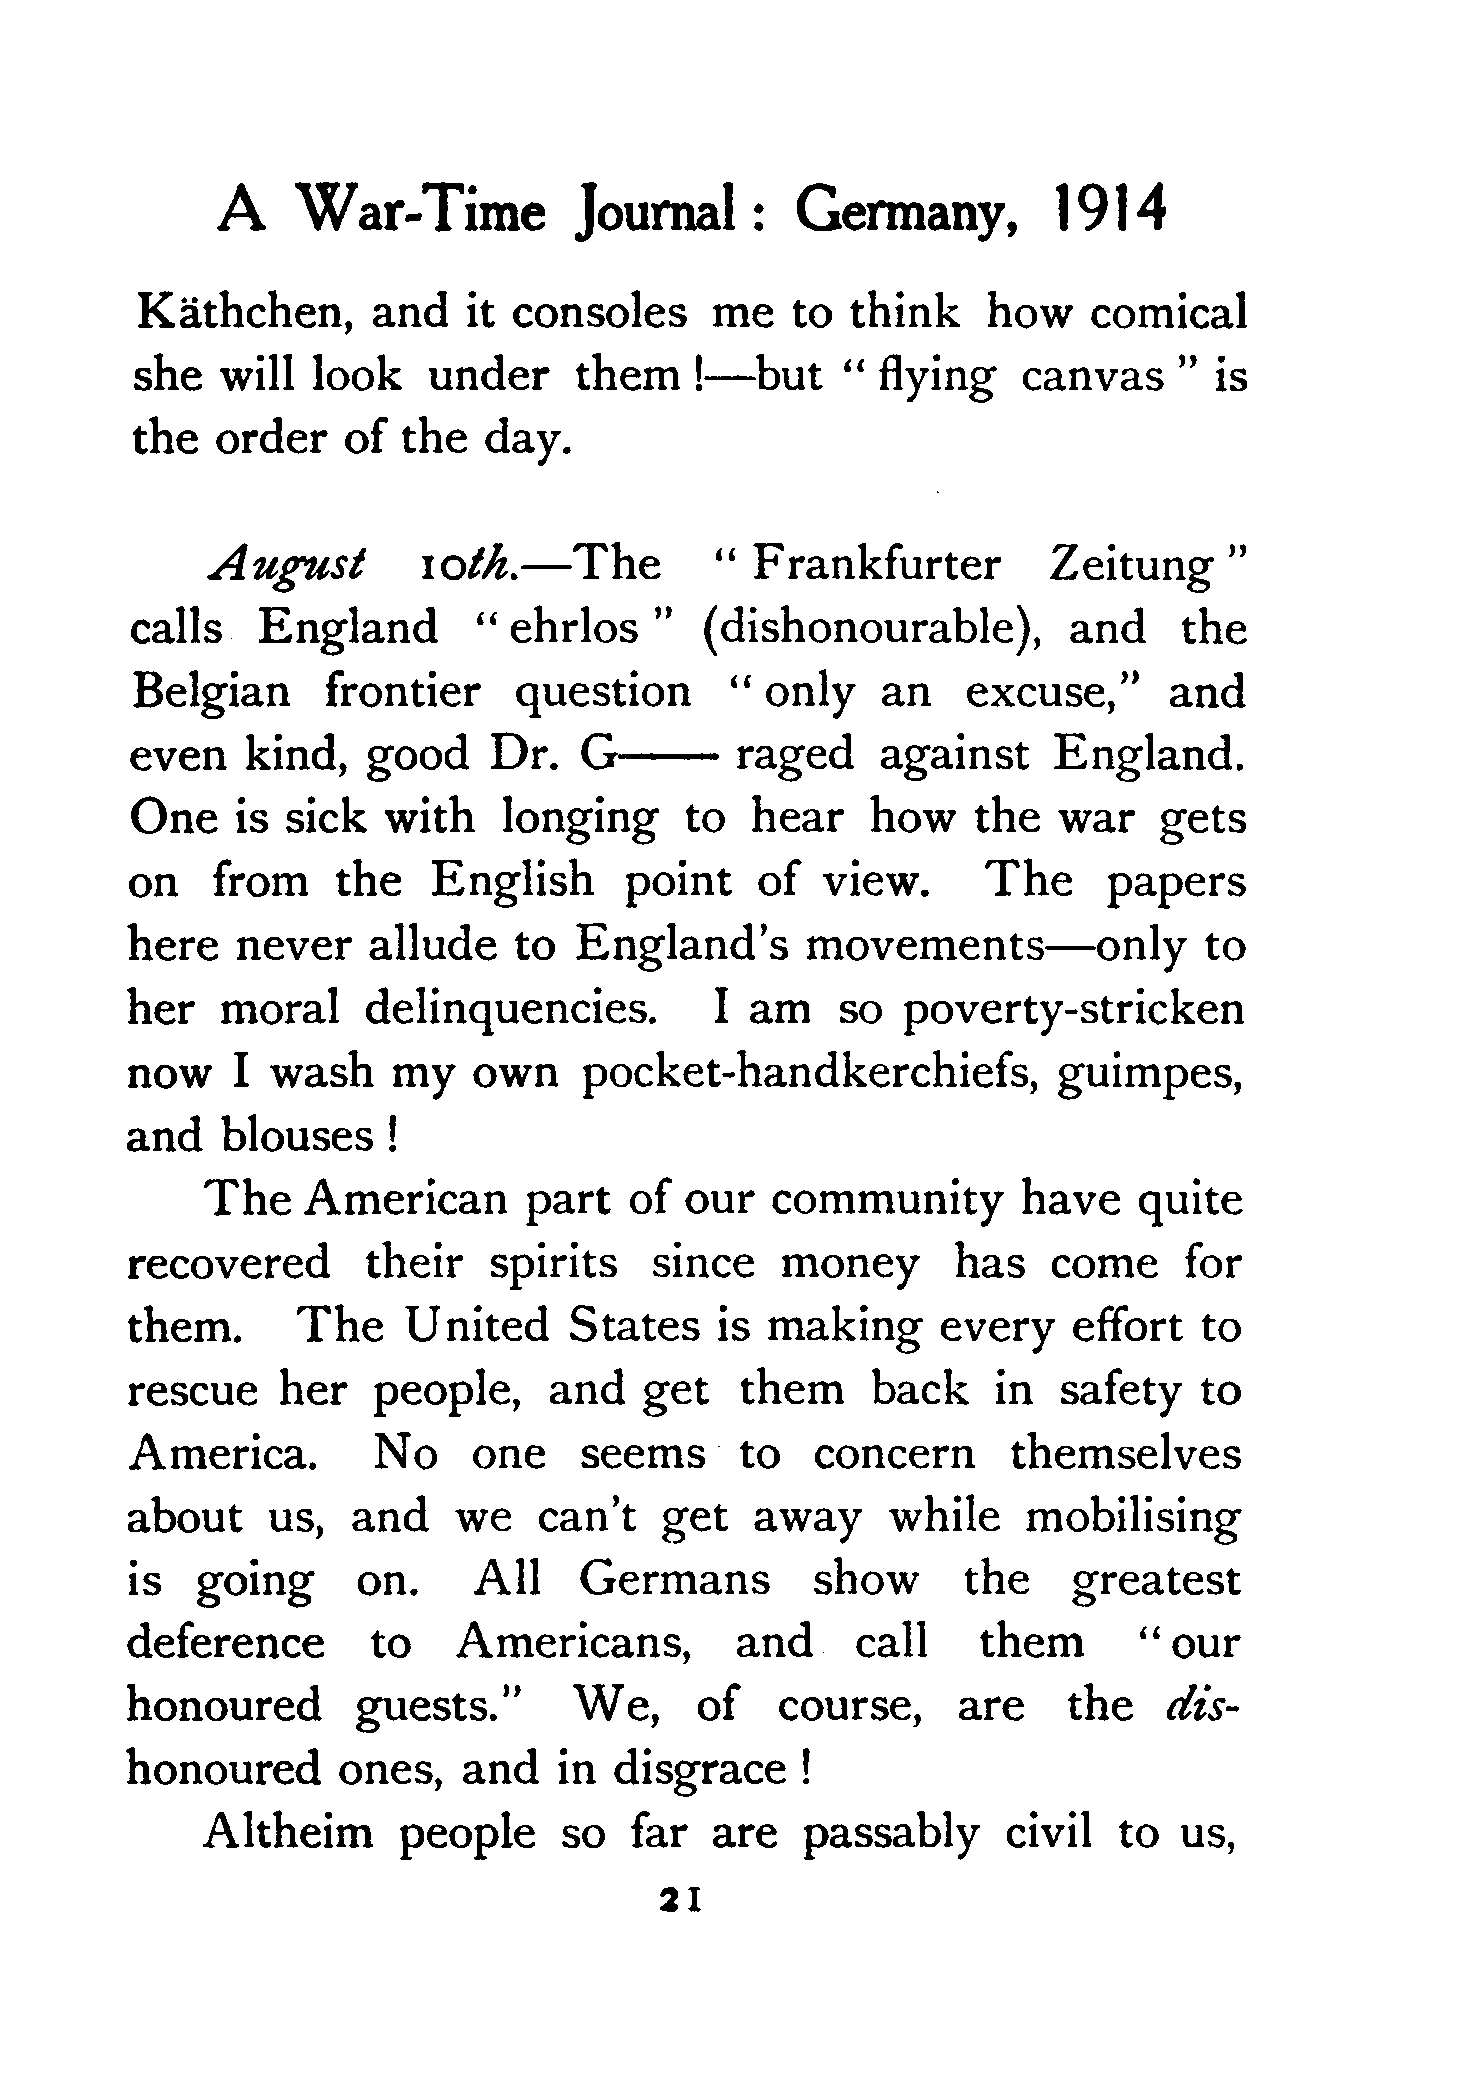 A War-Time Journal: Germany, 1914
Käthchen, and it consoles me to think how comical
she will look under them!—but "flying canvas" is
the order of the day.
August 10th.—The "Frankfurter Zeitung"
calls England "ehrlos" (dishonourable), and the
Belgian frontier question "only an excuse," and
even kind, good Dr. G—— raged against England.
One is sick with longing to hear how the war gets
on from the English point of view. The papers
here never allude to England's movements—only to
her moral delinquencies. I am so poverty-stricken
now I wash my own pocket-handkerchiefs, guimpes,
and blouses!
The American part of our community have quite
recovered their spirits since money has come for
them. The United States is making every effort to
rescue her people, and get them back in safety to
America. No one seems to concern themselves
about us, and we can't get away while mobilising
is going on. All Germans show the greatest
deference to Americans, and call them "our
honoured guests." We, of course, are the dis-
honoured ones, and in disgrace!
Altheim people so far are passably civil to us,
21